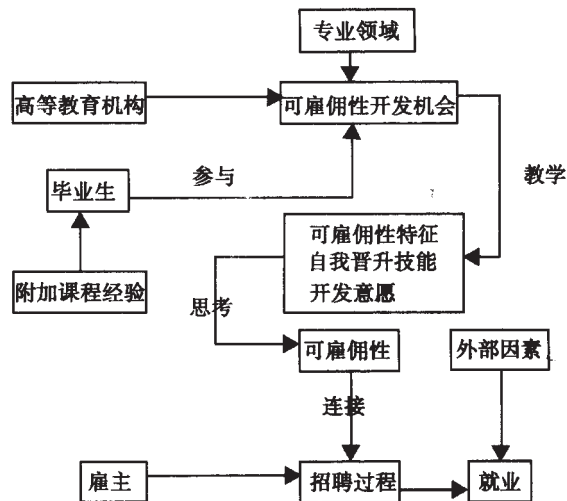 专业领域
高等教育机构
可雇佣性开发机会
参与
教学
毕业生
可雇佣性特征
自我晋升技能
开发意愿
附加课程经验
思考
可雇佣性
外部因素
连接
雇主
招聘过程
就业